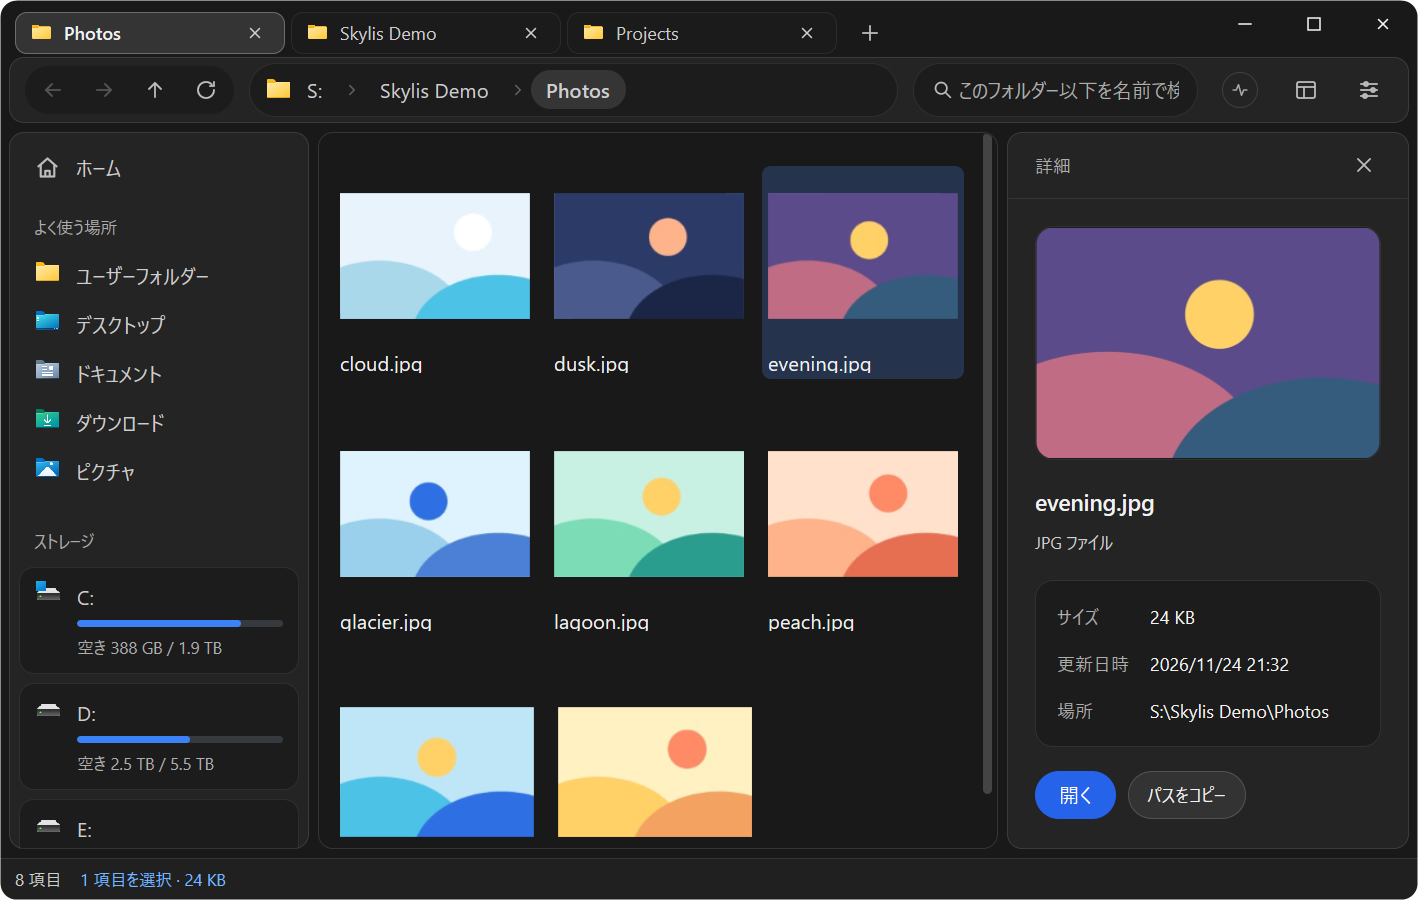 Photos
Skylis Demo
Projects
S:
Skylis Demo
Photos
このフォルダー以下を名前で検
ホーム
よく使う場所
ユーザーフォルダー
デスクトップ
ドキュメント
ダウンロード
ピクチャ
ストレージ
C:
空き 388 GB / 1.9 TB
D:
空き 2.5 TB / 5.5 TB
E:
cloud.jpg
dusk.jpg
evening.jpg
glacier.jpg
lagoon.jpg
peach.jpg
詳細
evening.jpg
JPG ファイル
サイズ 24 KB
更新日時 2026/11/24 21:32
場所 S:\Skylis Demo\Photos
開く
パスをコピー
8 項目
1 項目を選択 · 24 KB